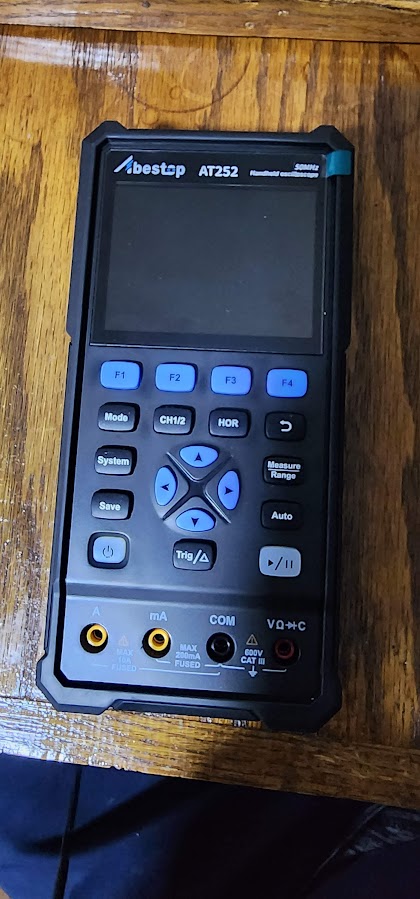 Abestop AT252 50MHz
Handheld oscilloscope
F1 F2 F3 F4
Mode CH1/2 HOR
System Measure
Range
Save Auto
Trig/△
A mA COM VΩC
MAX
10A
FUSED
MAX
200mA
FUSED
600V
CAT III